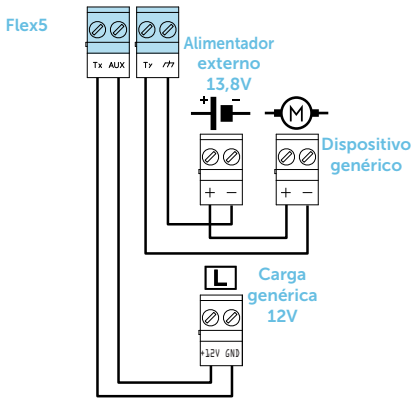 Flex5
Tx AUX
Ty
Alimentador
externo
13,8V
+ -
M
+ -
+ -
Dispositivo
genérico
L
Carga
genérica
12V
+12V GND